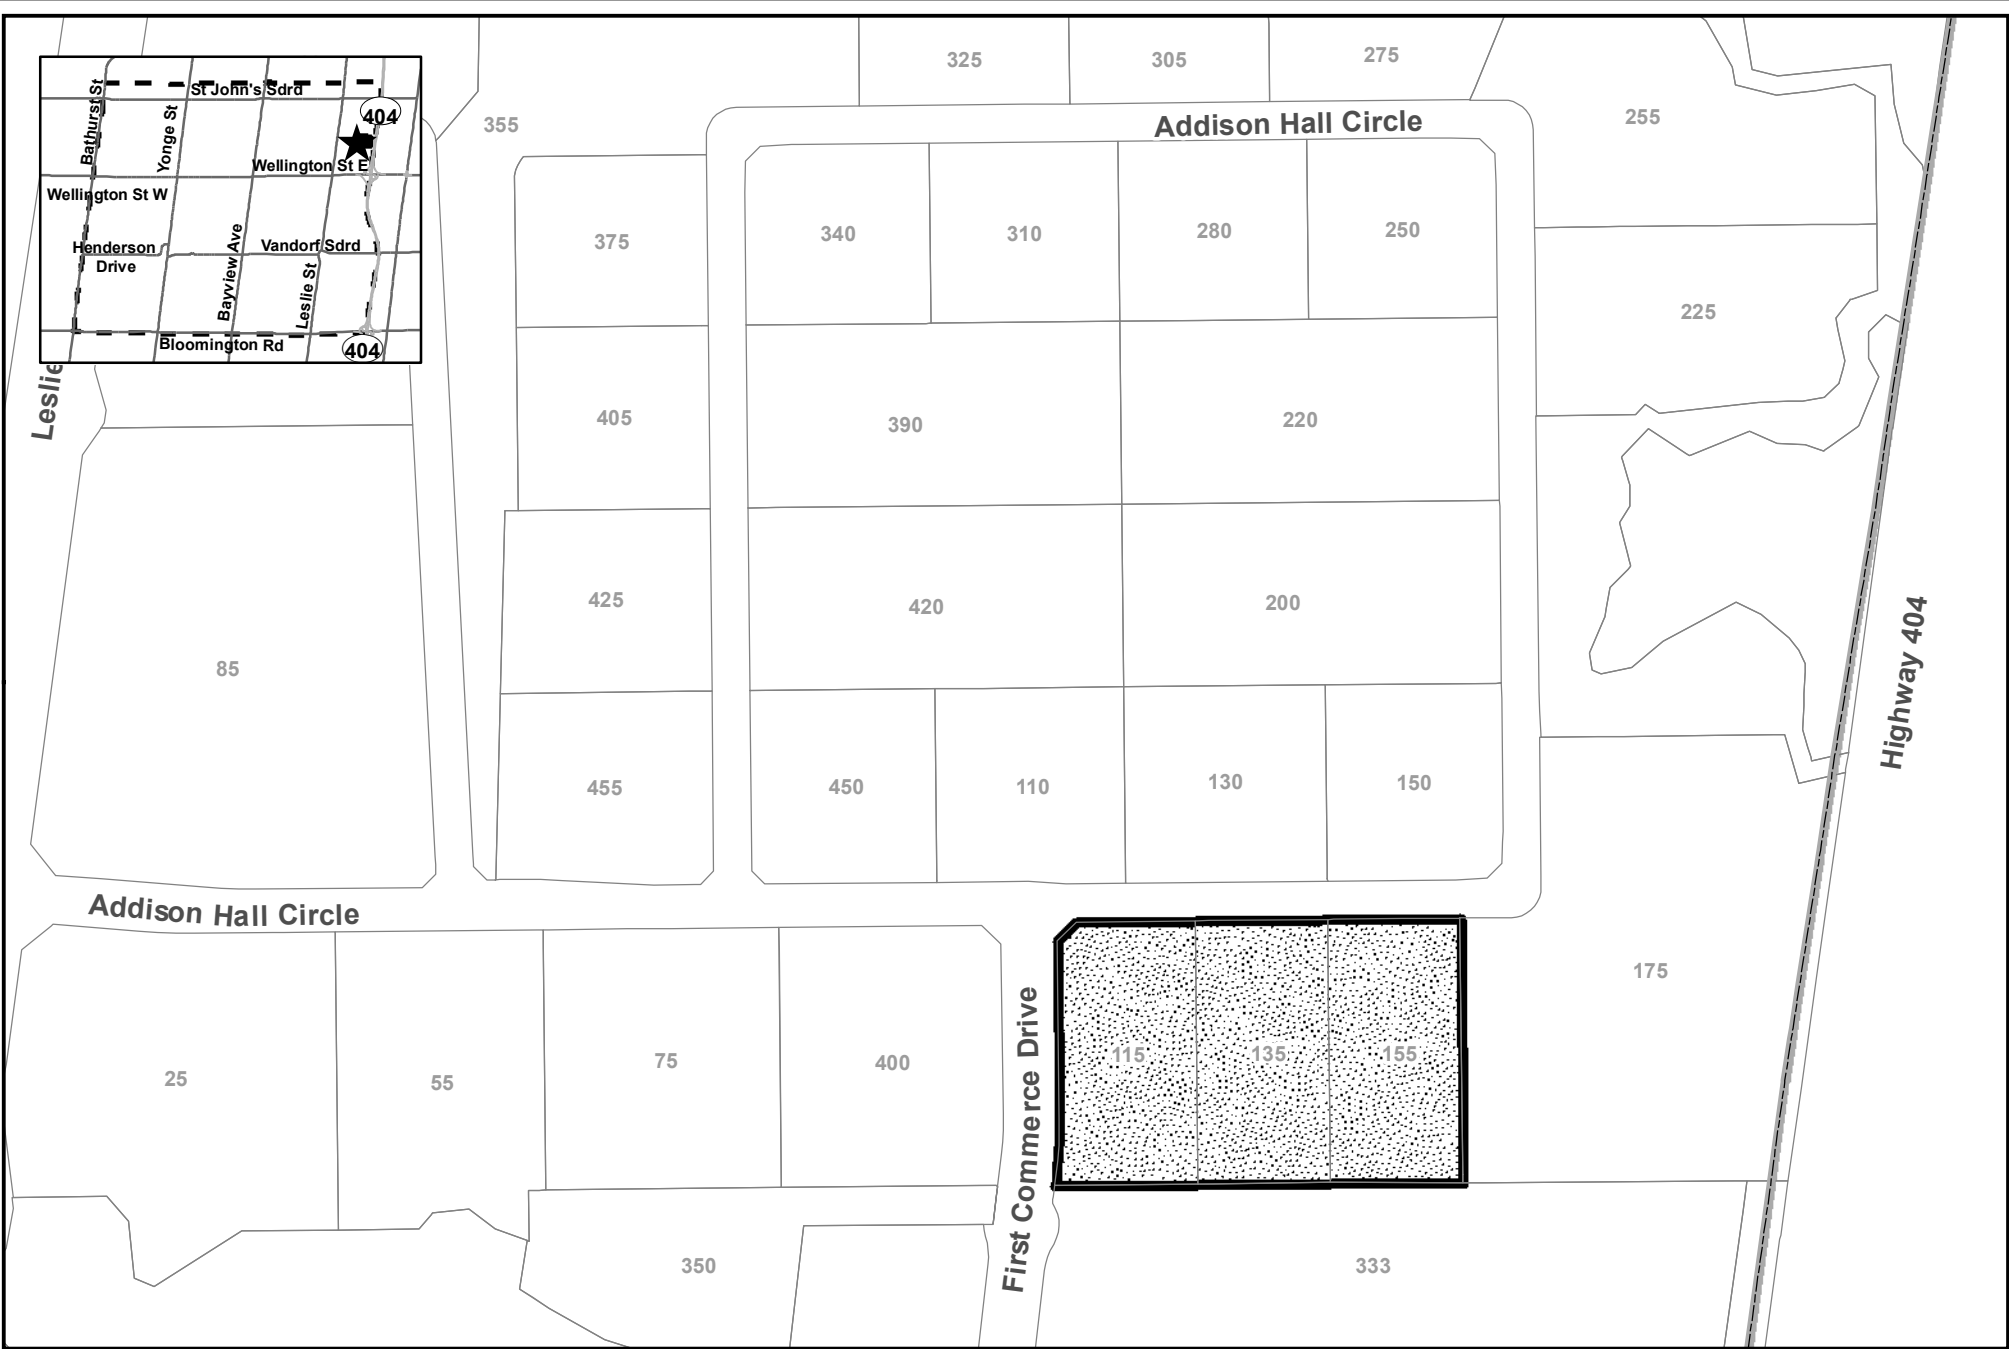 325
305
275
St John's Sdrd
Bathurst St
Yonge St
404
355
Addison Hall Circle
255
Wellington St E
Wellington St W
Henderson
Drive
Bayview Ave
Vandorf Sdrd
Leslie St
Bloomington Rd
404
375
340
310
280
250
225
Leslie
405
390
220
425
420
200
Highway 404
85
455
450
110
130
150
Addison Hall Circle
175
25
55
75
400
First Commerce Drive
115
135
155
350
333